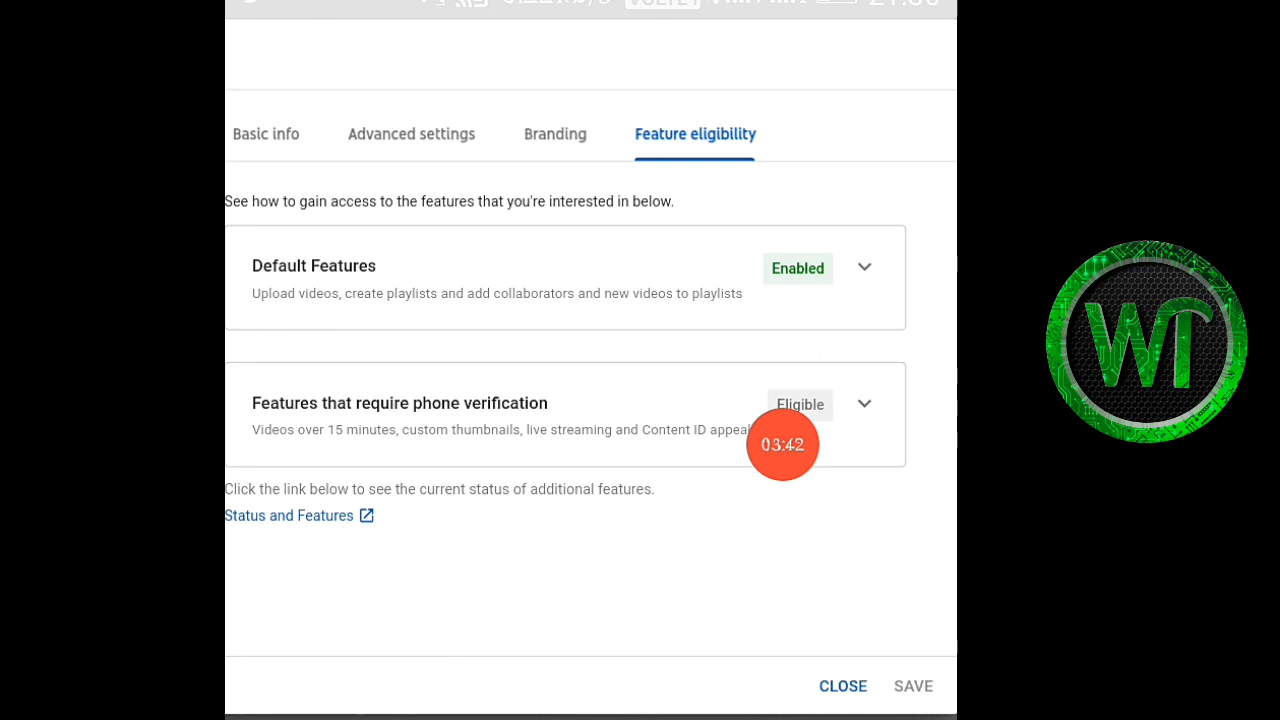 Basic info
Advanced settings
Branding
Feature eligibility
See how to gain access to the features that you're interested in below.
Default Features
Enabled
Upload videos, create playlists and add collaborators and new videos to playlists
Features that require phone verification
Eligible
Videos over 15 minutes, custom thumbnails, live streaming and Content ID appeal
03:42
Click the link below to see the current status of additional features.
Status and Features
CLOSE
SAVE
WT